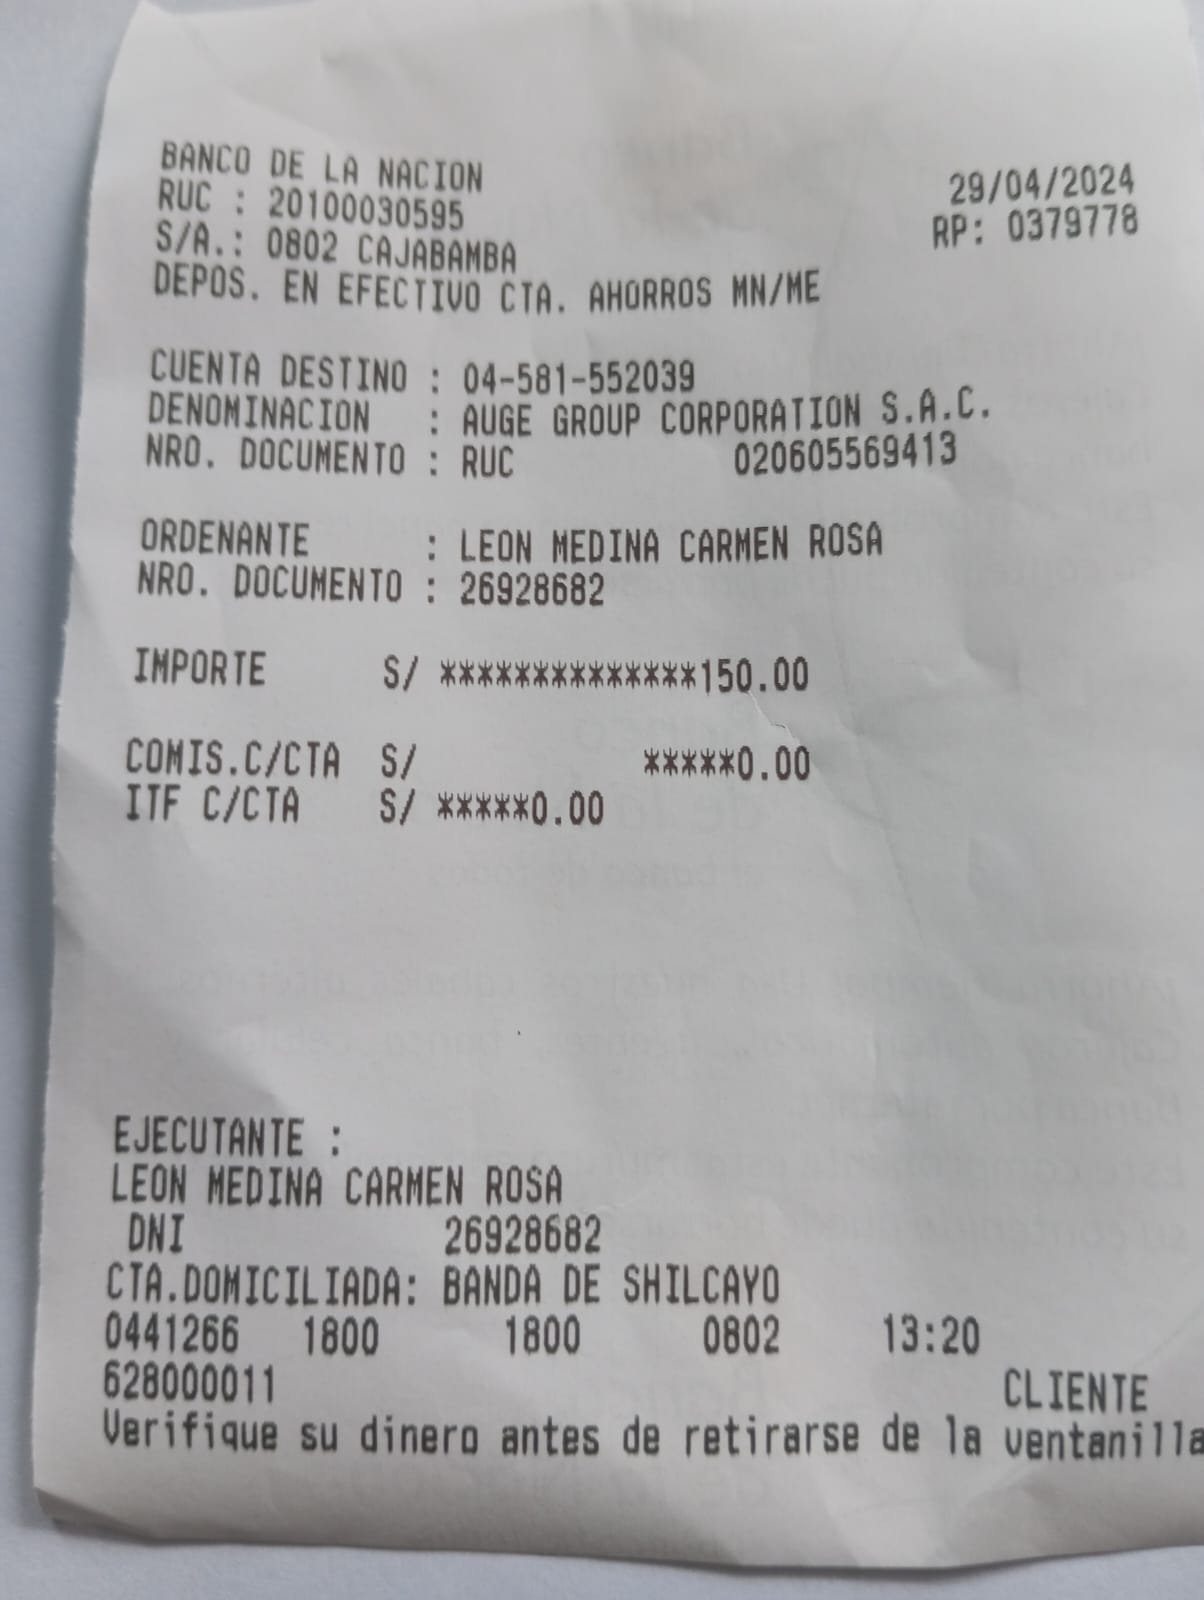 BANCO DE LA NACION
RUC : 20100030595 29/04/2024
S/A.: 0802 CAJABAMBA RP: 0379778
DEPOS. EN EFECTIVO CTA. AHORROS MN/ME
CUENTA DESTINO : 04-581-552039
DENOMINACION : AUGE GROUP CORPORATION S.A.C.
NRO. DOCUMENTO : RUC 020605569413
ORDENANTE : LEON MEDINA CARMEN ROSA
NRO. DOCUMENTO : 26928682
IMPORTE S/ **************150.00
COMIS.C/CTA S/ *****0.00
ITF C/CTA S/ *****0.00
EJECUTANTE :
LEON MEDINA CARMEN ROSA
DNI 26928682
CTA.DOMICILIADA: BANDA DE SHILCAYO
0441266 1800 1800 0802 13:20
628000011 CLIENTE
Verifique su dinero antes de retirarse de la ventanilla